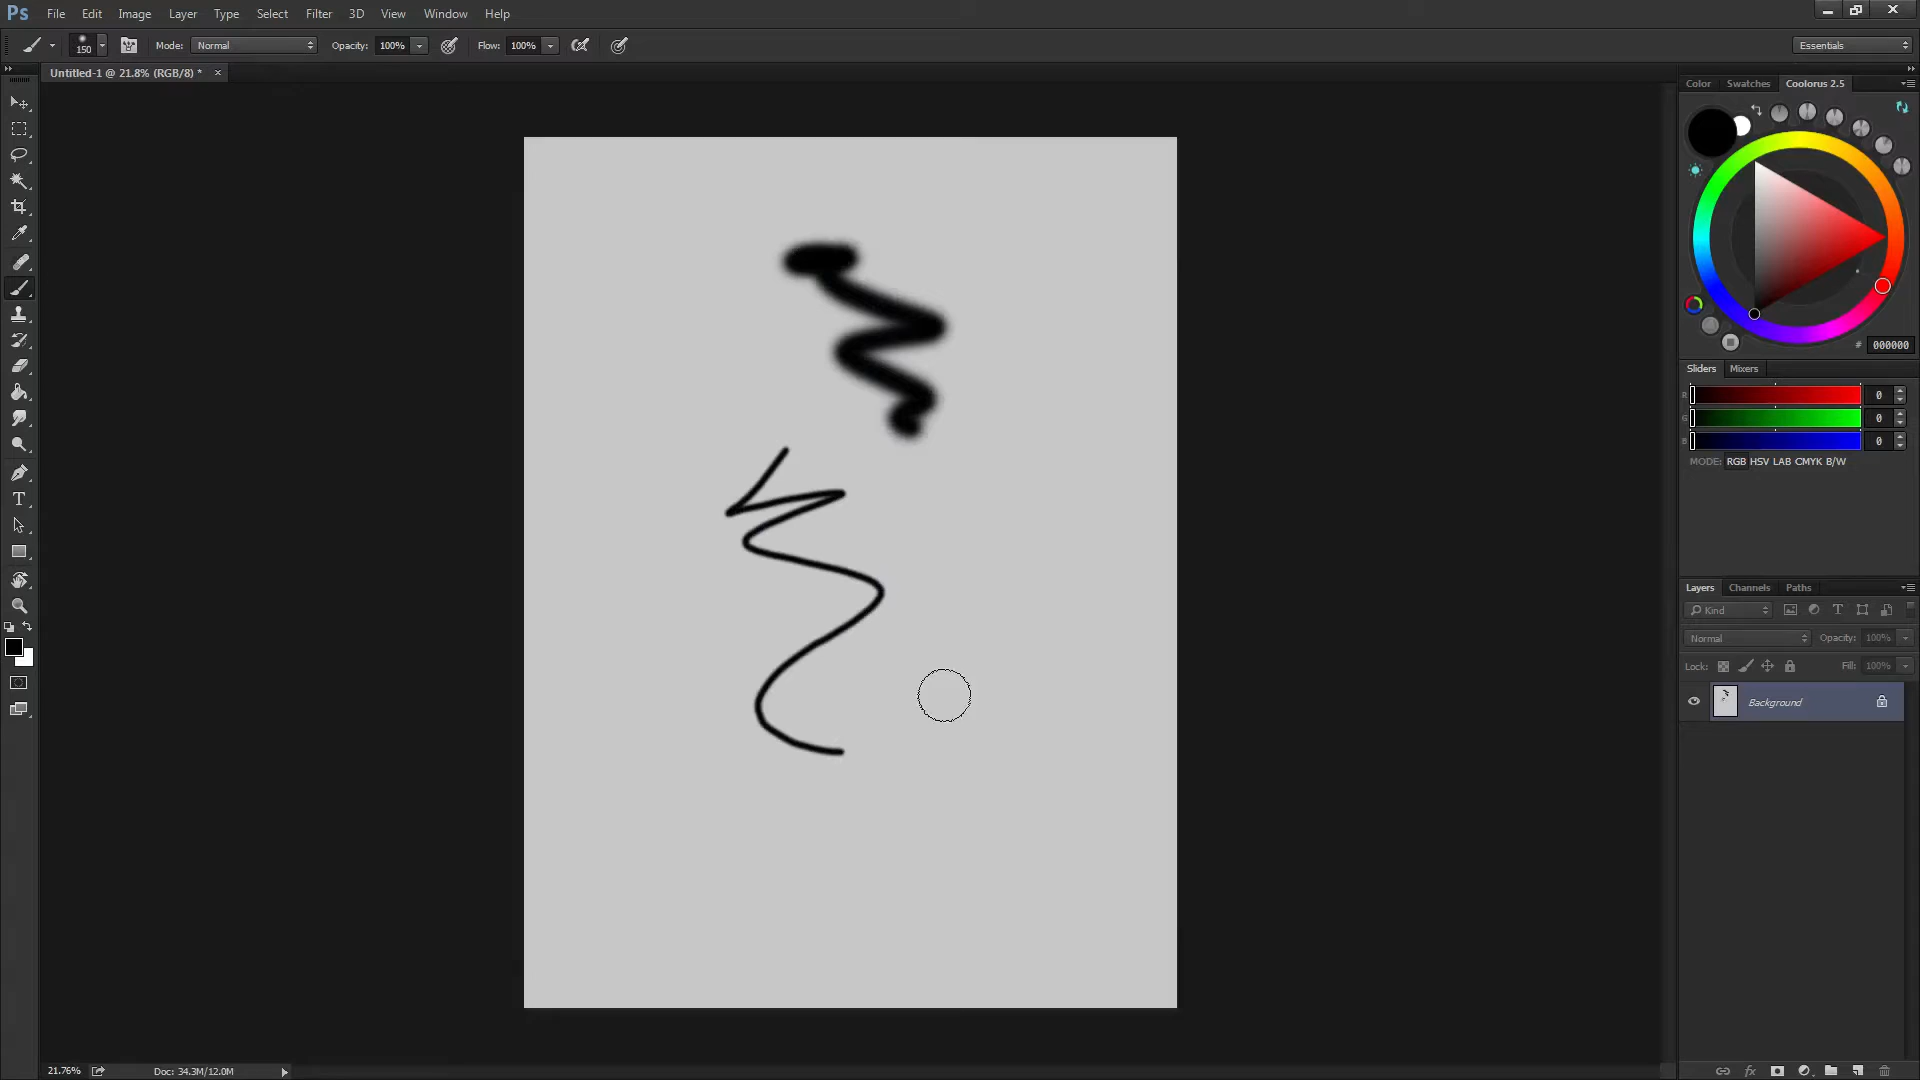 Ps File Edit Image Layer Type Select Filter 3D View Window Help
150 Mode: Normal Opacity: 100% Flow: 100% Essentials
Untitled-1 @ 21.8% (RGB/8) * ×
Color Swatches Coolorus 2.5
# 000000
Sliders Mixers
R 0
G 0
B 0
MODE: RGB HSV LAB CMYK B/W
T
Layers Channels Paths
Kind T
Normal Opacity: 100%
Lock: Fill: 100%
Background
fx
21.76% Doc: 34.3M/12.0M